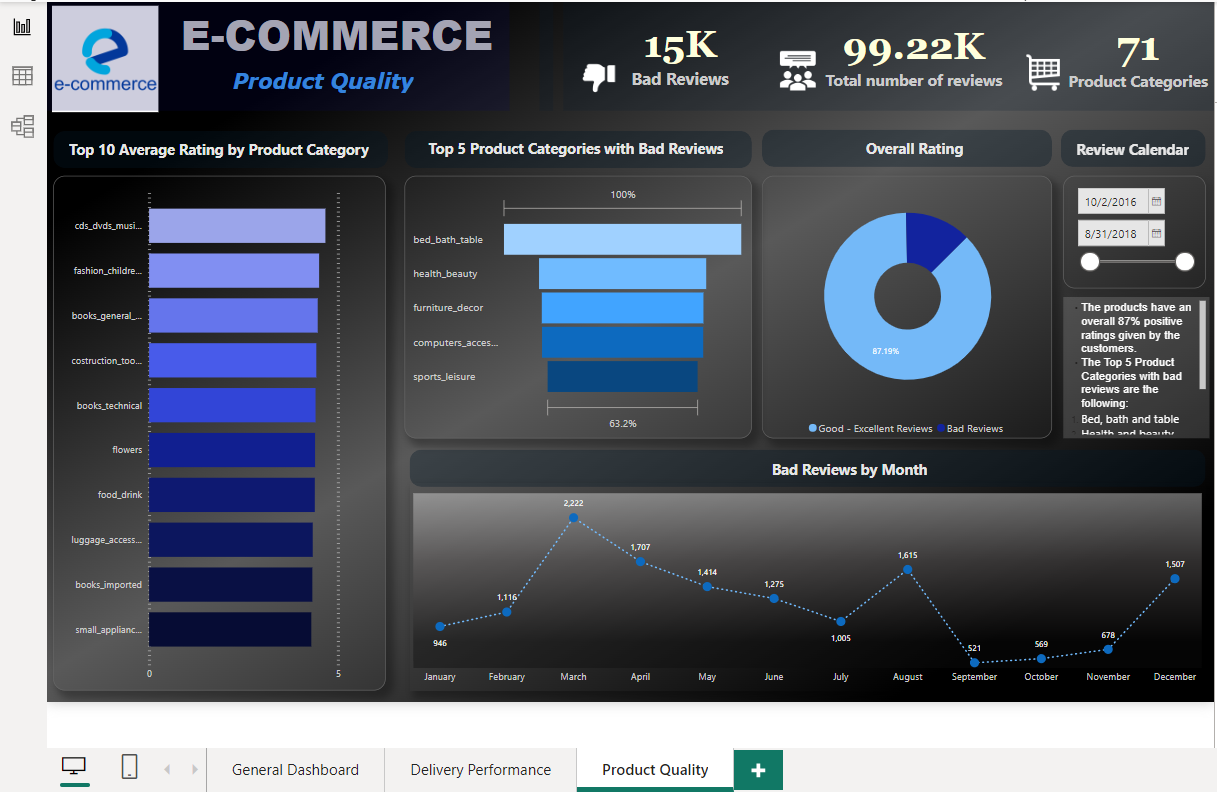 e-commerce
E-COMMERCE
Product Quality
15K
Bad Reviews
99.22K
Total number of reviews
71
Product Categories
Top 10 Average Rating by Product Category
cds_dvds_musi...
fashion_childre...
books_general_...
costruction_too...
books_technical
flowers
food_drink
luggage_access...
books_imported
small_applianc...
0
5
Top 5 Product Categories with Bad Reviews
100%
bed_bath_table
health_beauty
furniture_decor
computers_acces...
sports_leisure
63.2%
Overall Rating
87.19%
Good - Excellent Reviews
Bad Reviews
Review Calendar
10/2/2016
8/31/2018
The products have an
overall 87% positive
ratings given by the
customers.
The Top 5 Product
Categories with bad
reviews are the
following:
Bed, bath and table
Health and beauty
Bad Reviews by Month
946
1,116
2,222
1,707
1,414
1,275
1,005
1,615
521
569
678
1,507
January
February
March
April
May
June
July
August
September
October
November
December
General Dashboard
Delivery Performance
Product Quality